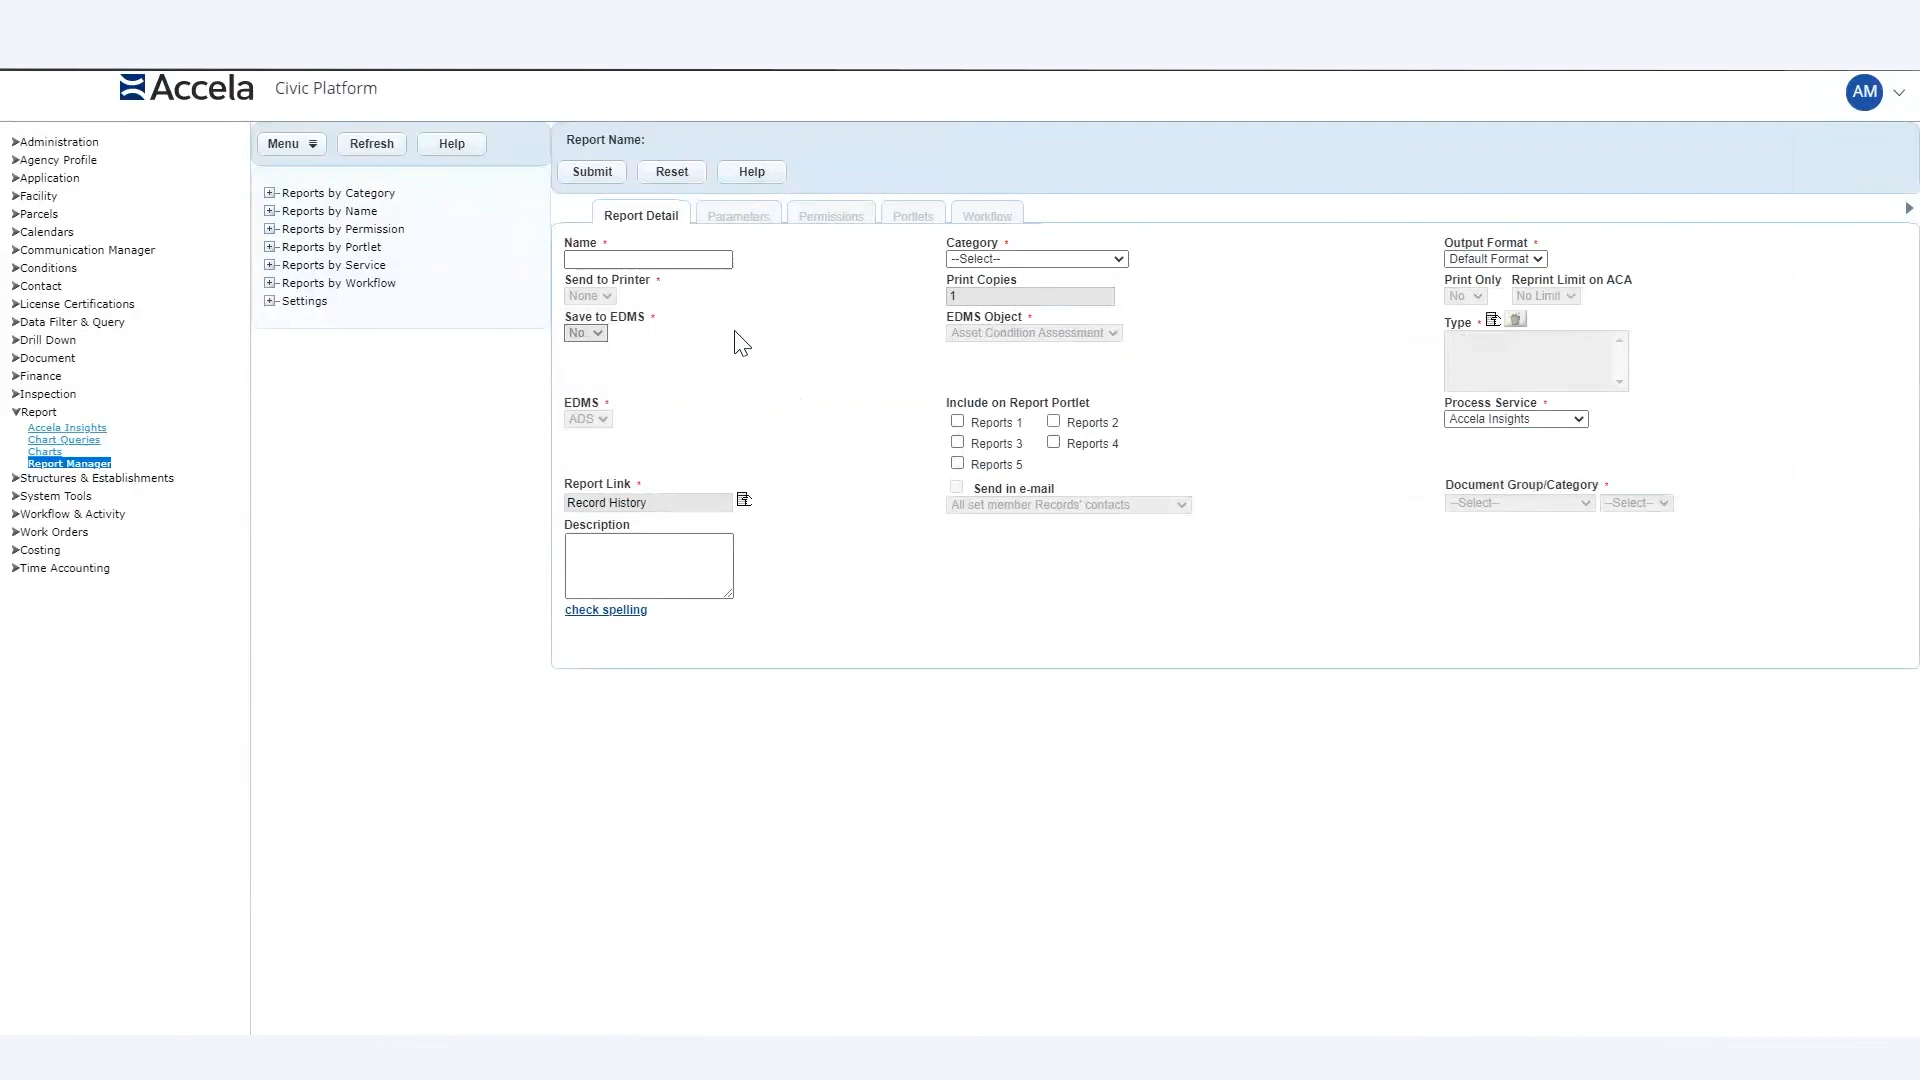 Accela Civic Platform
AM
Administration
Agency Profile
Application
Facility
Parcels
Calendars
Communication Manager
Conditions
Contact
License Certifications
Data Filter & Query
Drill Down
Document
Finance
Inspection
Report
Accela Insights
Chart Queries
Charts
Report Manager
Structures & Establishments
System Tools
Workflow & Activity
Work Orders
Costing
Time Accounting
Menu Refresh Help
Reports by Category
Reports by Name
Reports by Permission
Reports by Portlet
Reports by Service
Reports by Workflow
Settings
Report Name:
Submit Reset Help
Report Detail Parameters Permissions Portlets Workflow
Name * Category * Output Format *
--Select-- Default Format
Send to Printer * Print Copies Print Only Reprint Limit on ACA
None 1 No No Limit
Save to EDMS * EDMS Object * Type *
No Asset Condition Assessment
EDMS * Include on Report Portlet Process Service *
ADS Reports 1 Reports 2 Accela Insights
Reports 3 Reports 4
Reports 5
Report Link * Send in e-mail Document Group/Category *
Record History All set member Records' contacts --Select-- --Select--
Description
check spelling